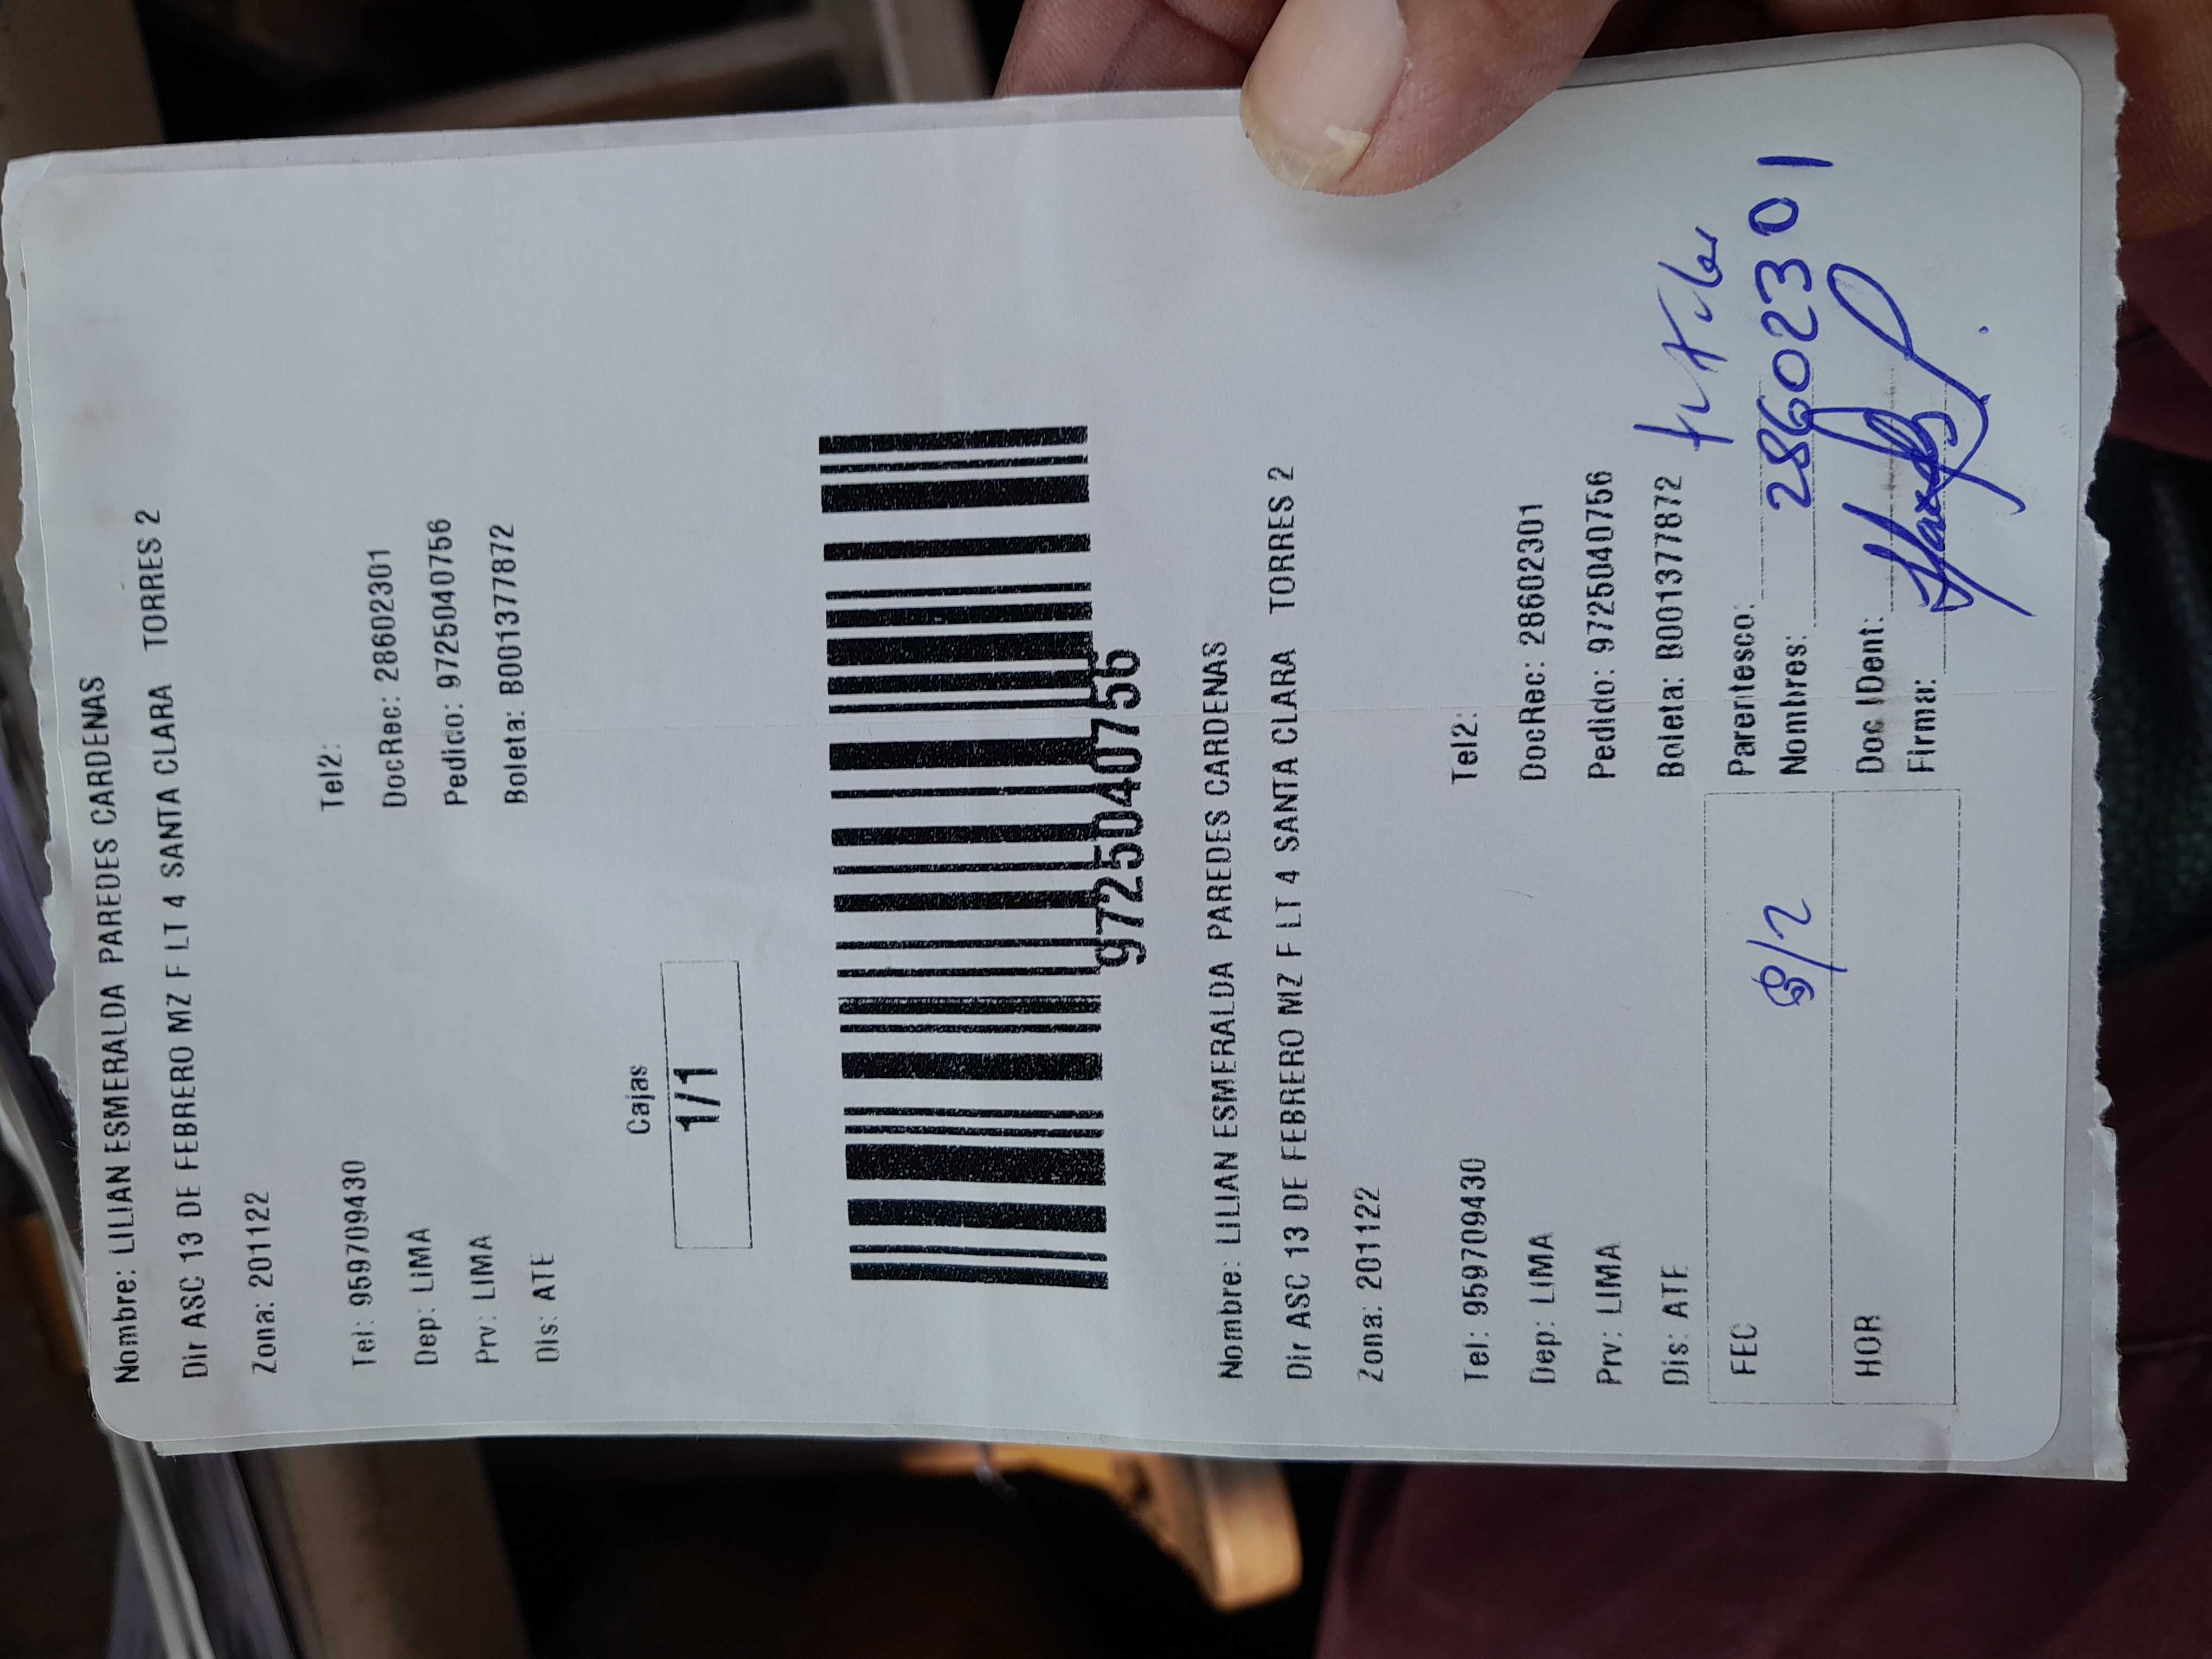 Nombre: LILIAN ESMERALDA PAREDES CARDENAS
Dir ASC 13 DE FEBRERO MZ F LT 4 SANTA CLARA TORRES 2
Zona: 201122
Tel: 959709430 Tel2:
Dep: LIMA DocRec: 28602301
Prv: LIMA Pedido: 9725040756
Dis: ATE Boleta: B001377872
Cajas
1/1
9725040756
Nombre: LILIAN ESMERALDA PAREDES CARDENAS
Dir ASC 13 DE FEBRERO MZ F LT 4 SANTA CLARA TORRES 2
Zona: 201122
Tel: 959709430 Tel2:
Dep: LIMA DocRec: 28602301
Prv: LIMA Pedido: 9725040756
Dis: ATE Boleta: B001377872
FEC 8/2 Parentesco:
Nombres: 28602301
HOR Doc IDent:
Firma: